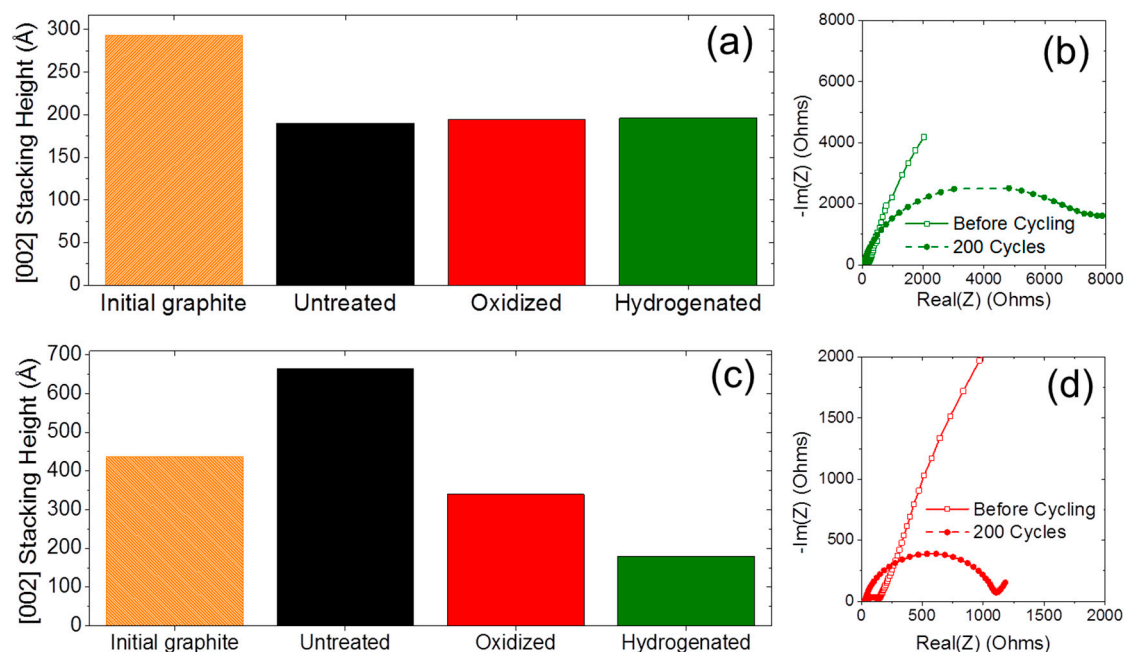 (a)
[002] Stacking Height (Å)
300
250
200
150
100
50
0
Initial graphite
Untreated
Oxidized
Hydrogenated
(b)
-Im(Z) (Ohms)
8000
6000
4000
2000
0
Before Cycling
200 Cycles
0
2000
4000
6000
8000
Real(Z) (Ohms)
(c)
[002] Stacking Height (Å)
700
600
500
400
300
200
100
0
Initial graphite
Untreated
Oxidized
Hydrogenated
(d)
-Im(Z) (Ohms)
2000
1500
1000
500
0
Before Cycling
200 Cycles
0
500
1000
1500
2000
Real(Z) (Ohms)